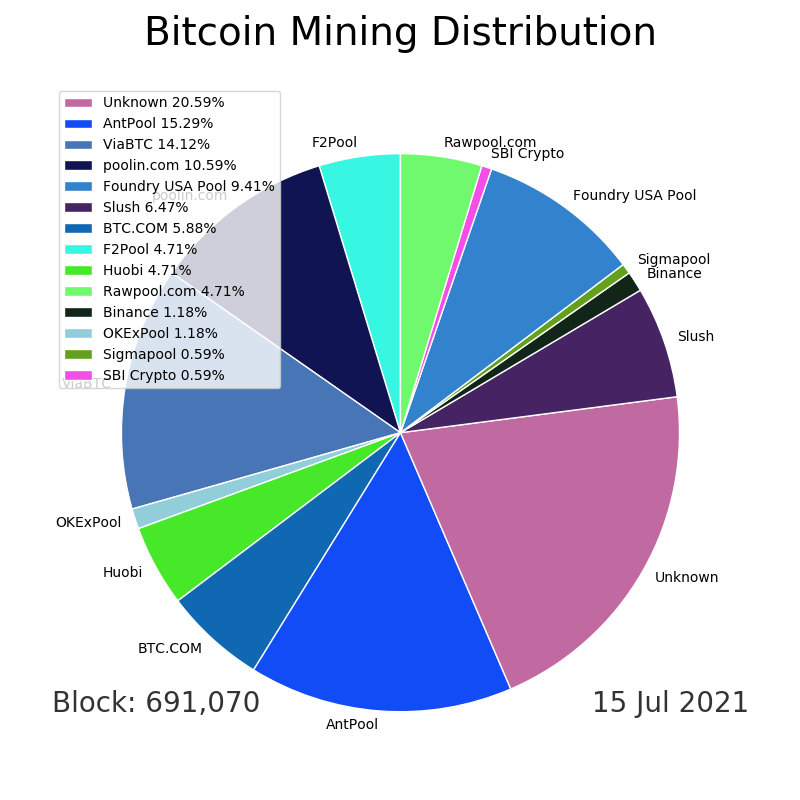 Bitcoin Mining Distribution
Unknown 20.59%
AntPool 15.29%
ViaBTC 14.12%
poolin.com 10.59%
Foundry USA Pool 9.41%
Slush 6.47%
BTC.COM 5.88%
F2Pool 4.71%
Huobi 4.71%
Rawpool.com 4.71%
Binance 1.18%
OKExPool 1.18%
Sigmapool 0.59%
SBI Crypto 0.59%
F2Pool
Rawpool.com
SBI Crypto
poolin.com
Foundry USA Pool
Sigmapool
Binance
Slush
ViaBTC
OKExPool
Huobi
Unknown
BTC.COM
AntPool
Block: 691,070
15 Jul 2021